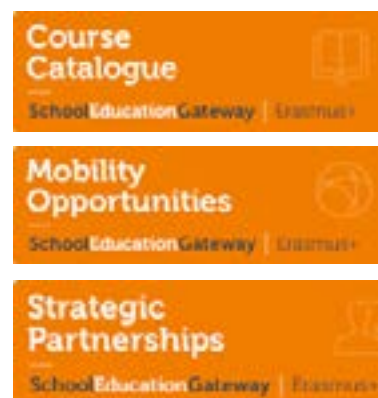 Course
Catalogue
SchoolEducationGateway | Erasmus+
Mobility
Opportunities
SchoolEducationGateway | Erasmus+
Strategic
Partnerships
SchoolEducationGateway | Erasmus+